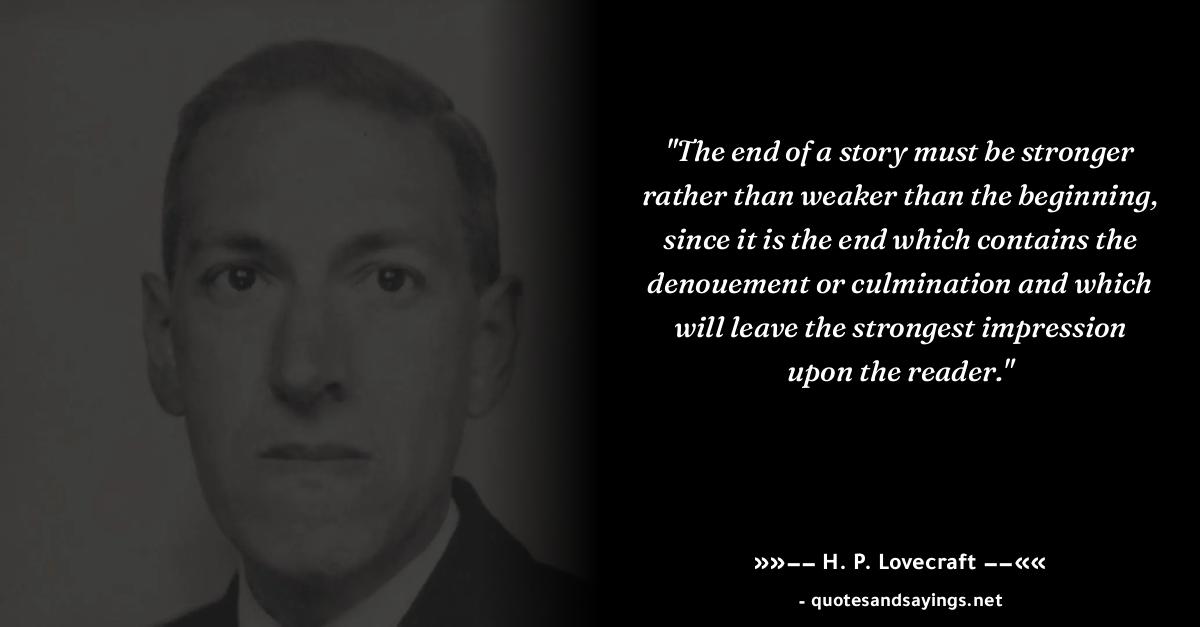 "The end of a story must be stronger
rather than weaker than the beginning,
since it is the end which contains the
denouement or culmination and which
will leave the strongest impression
upon the reader."
»»–– H. P. Lovecraft ––««
- quotesandsayings.net